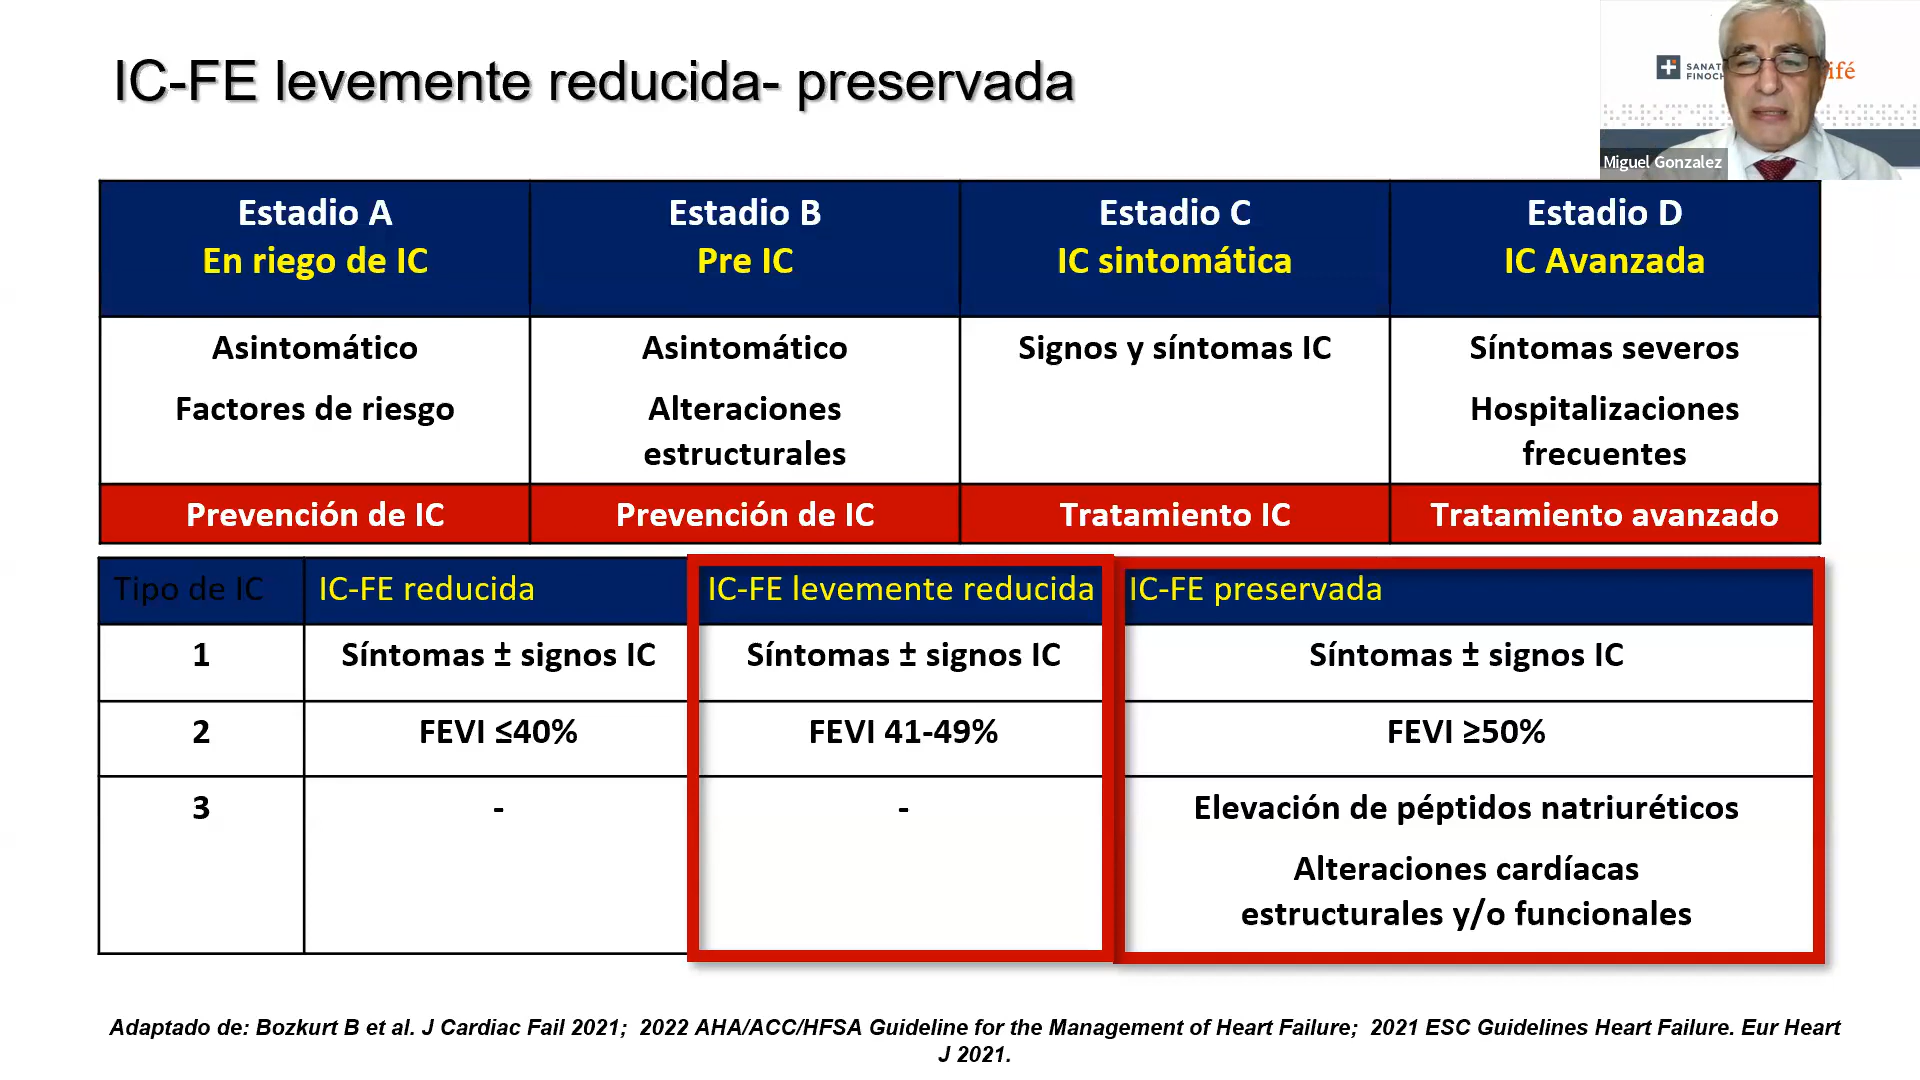 IC-FE levemente reducida- preservada
ifé
Miguel Gonzalez
Estadio A
En riego de IC
Estadio B
Pre IC
Estadio C
IC sintomática
Estadio D
IC Avanzada
Asintomático
Factores de riesgo
Asintomático
Alteraciones
estructurales
Signos y síntomas IC
Síntomas severos
Hospitalizaciones
frecuentes
Prevención de IC
Prevención de IC
Tratamiento IC
Tratamiento avanzado
Tipo de IC
IC-FE reducida
IC-FE levemente reducida
IC-FE preservada
1
Síntomas ± signos IC
Síntomas ± signos IC
Síntomas ± signos IC
2
FEVI ≤40%
FEVI 41-49%
FEVI ≥50%
3
-
-
Elevación de péptidos natriuréticos
Alteraciones cardíacas
estructurales y/o funcionales
Adaptado de: Bozkurt B et al. J Cardiac Fail 2021; 2022 AHA/ACC/HFSA Guideline for the Management of Heart Failure; 2021 ESC Guidelines Heart Failure. Eur Heart
J 2021.